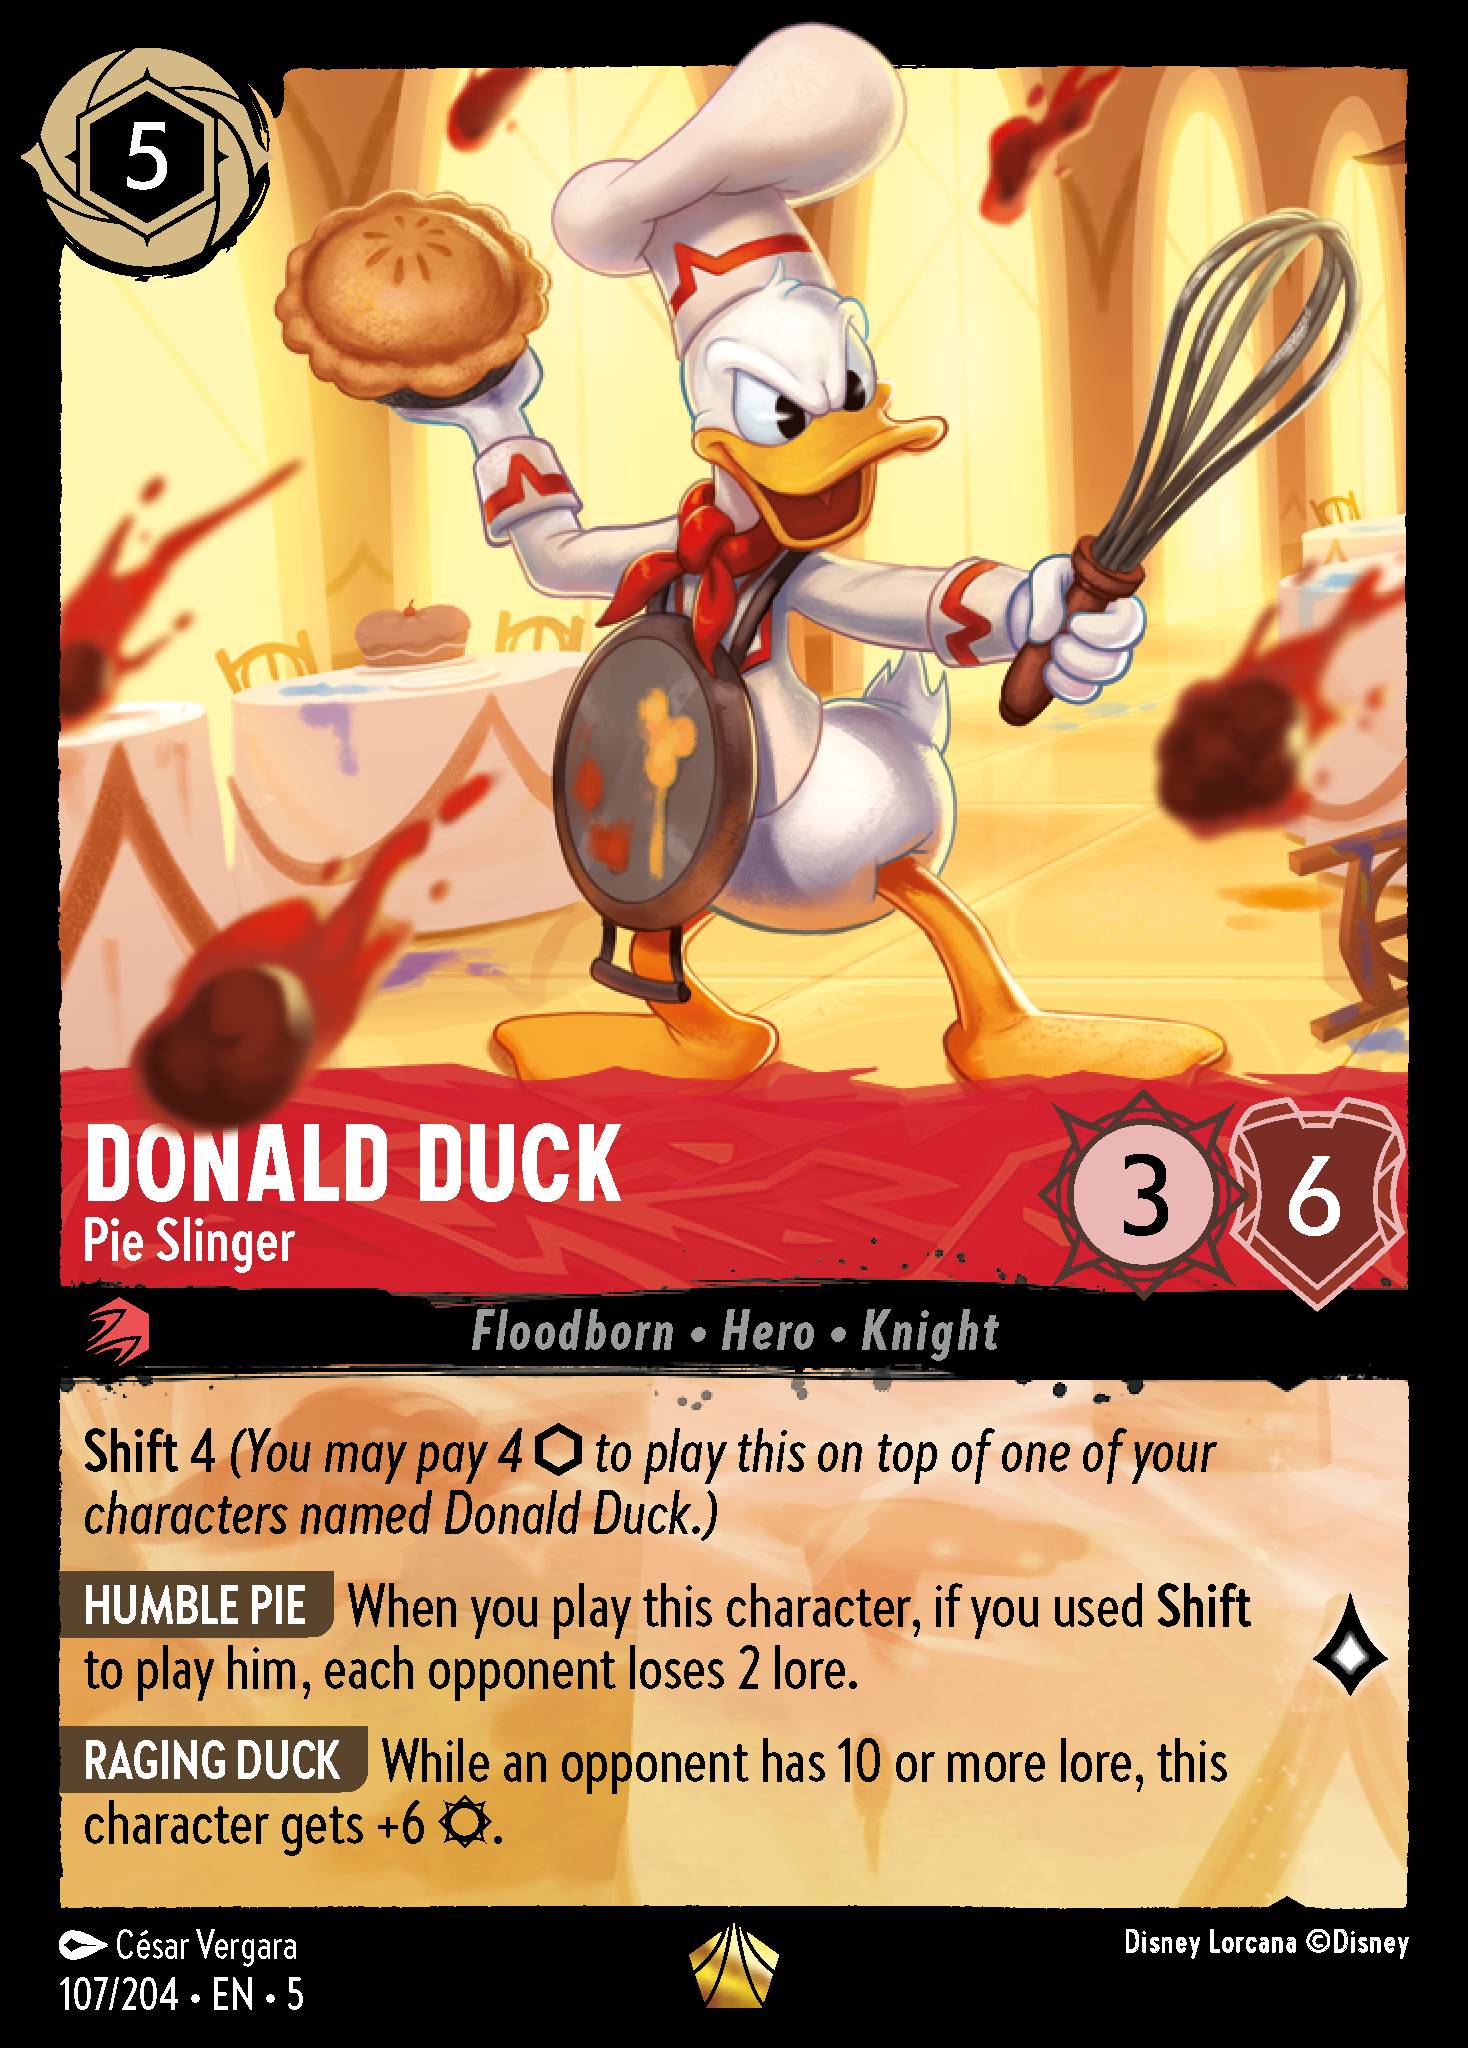 5
DONALD DUCK
Pie Slinger
3
6
Floodborn • Hero • Knight
Shift 4 (You may pay 4 ⬡ to play this on top of one of your
characters named Donald Duck.)
HUMBLE PIE When you play this character, if you used Shift
to play him, each opponent loses 2 lore.
RAGING DUCK While an opponent has 10 or more lore, this
character gets +6 ¤.
César Vergara
Disney Lorcana ©Disney
107/204 • EN • 5